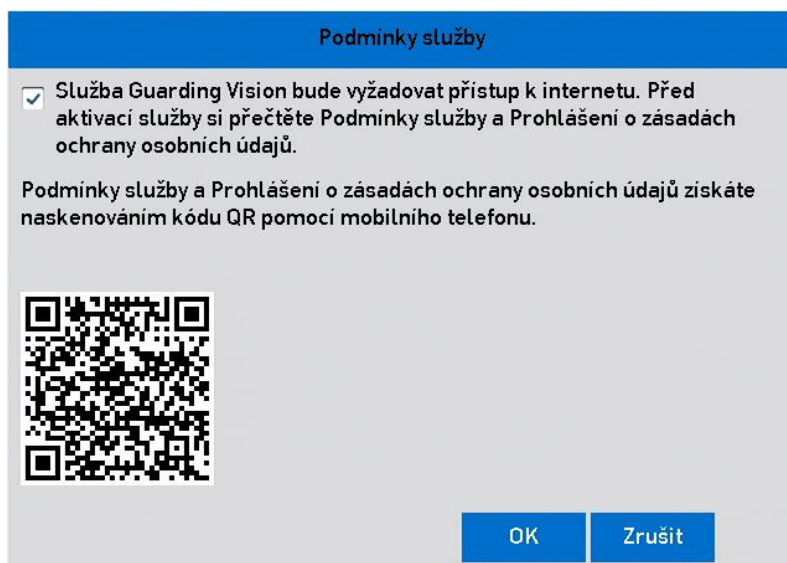 Podmínky služby
Služba Guarding Vision bude vyžadovat přístup k internetu. Před
aktivací služby si přečtěte Podmínky služby a Prohlášení o zásadách
ochrany osobních údajů.
Podmínky služby a Prohlášení o zásadách ochrany osobních údajů získáte
naskenováním kódu QR pomocí mobilního telefonu.
OK
Zrušit